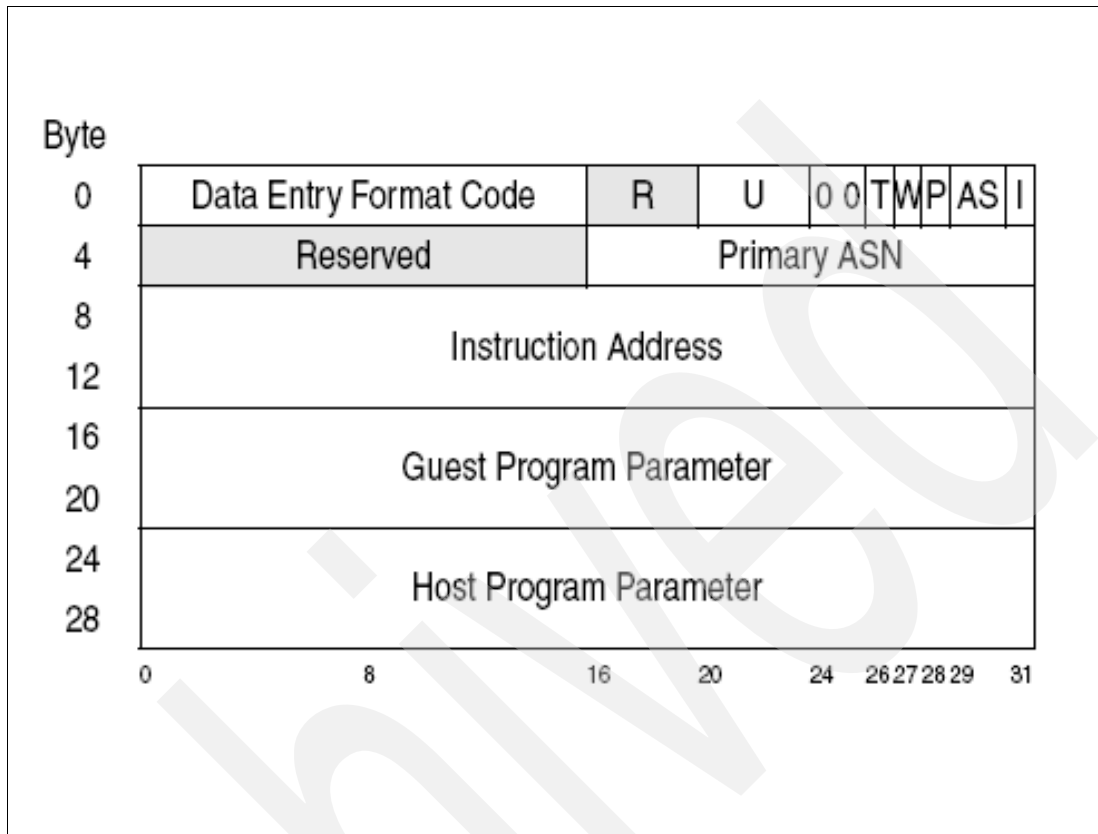 Byte
0 Data Entry Format Code R U 0 0 T W P AS I
4 Reserved Primary ASN
8
Instruction Address
12
16
Guest Program Parameter
20
24
Host Program Parameter
28
0 8 16 20 24 26 27 28 29 31
hived